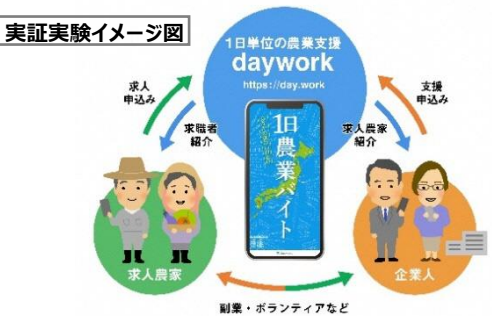 実証実験イメージ図
1日単位の農業支援
daywork
https://day.work
求人
申込み
支援
申込み
求職者
紹介
求人農家
紹介
1日農業バイト
求人農家
企業人
副業・ボランティアなど